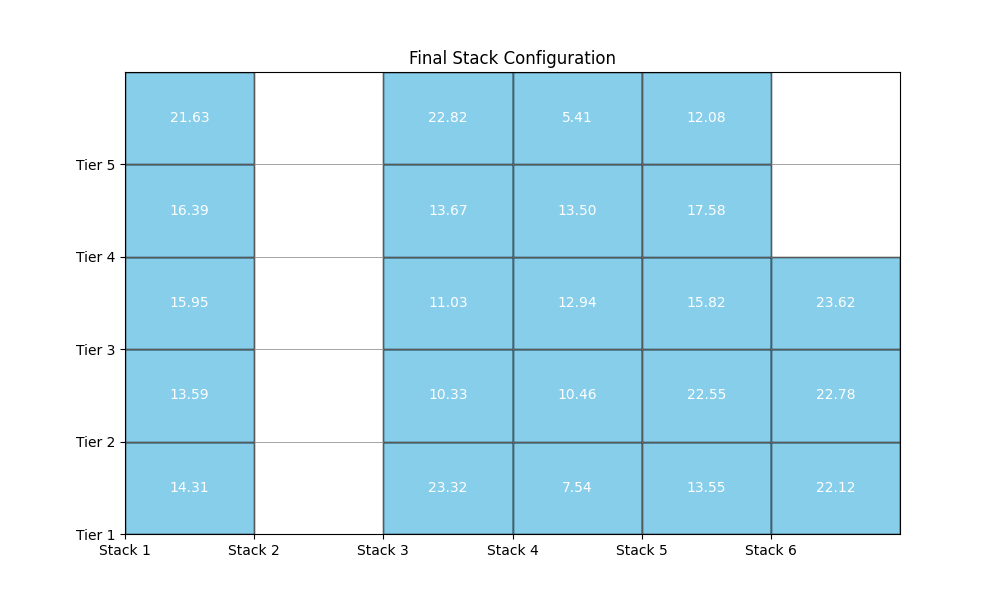 Final Stack Configuration
21.63 22.82 5.41 12.08
Tier 5
16.39 13.67 13.50 17.58
Tier 4
15.95 11.03 12.94 15.82 23.62
Tier 3
13.59 10.33 10.46 22.55 22.78
Tier 2
14.31 23.32 7.54 13.55 22.12
Tier 1
Stack 1 Stack 2 Stack 3 Stack 4 Stack 5 Stack 6